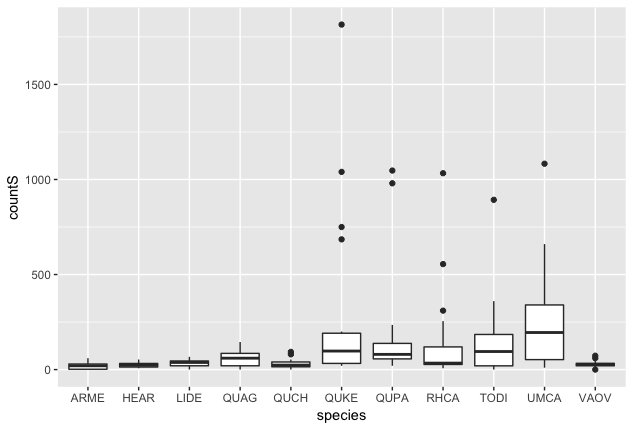 countS
1500
1000
500
0
ARME HEAR LIDE QUAG QUCH QUKE QUPA RHCA TODI UMCA VAOV
species